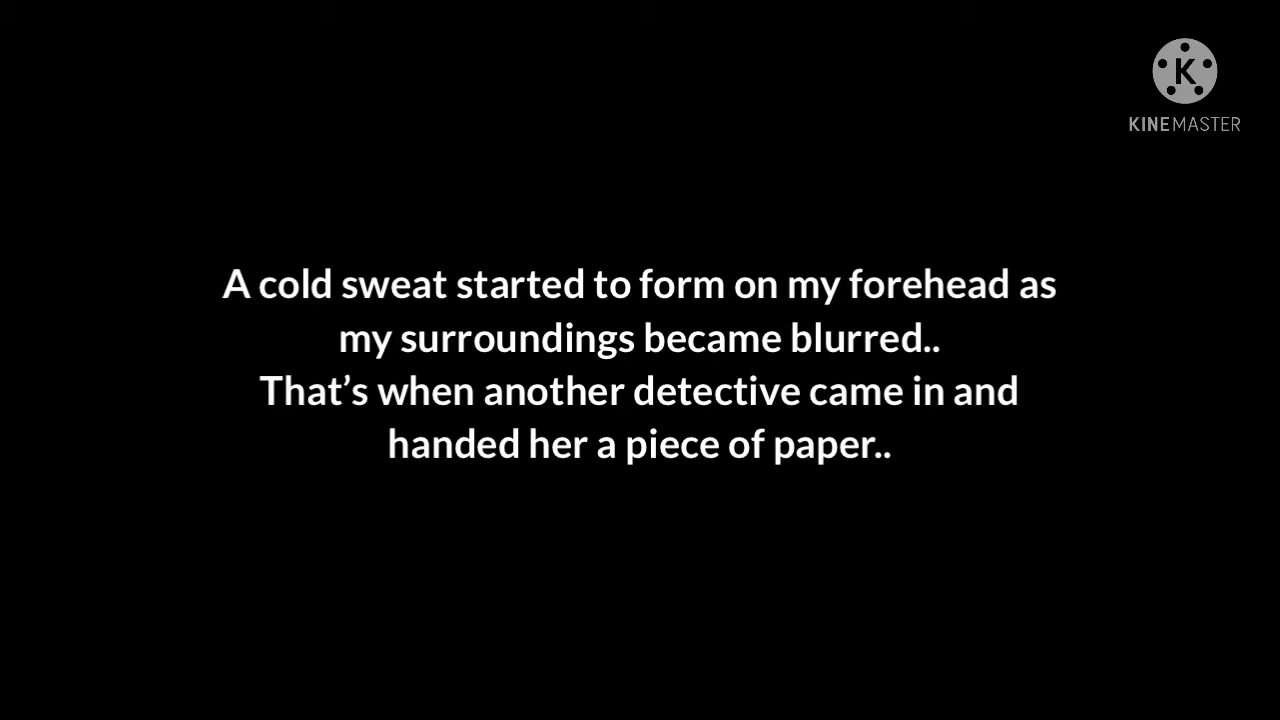 K
KINEMASTER
A cold sweat started to form on my forehead as
my surroundings became blurred..
That’s when another detective came in and
handed her a piece of paper..